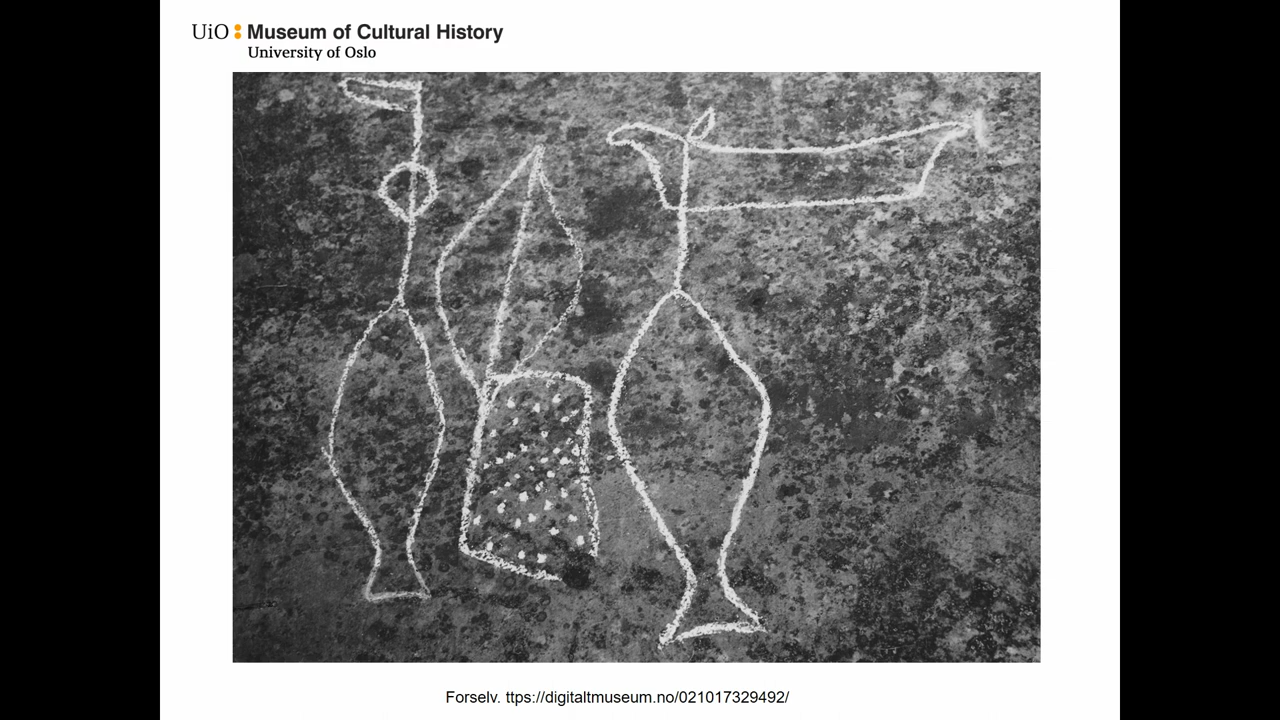 UiO : Museum of Cultural History
University of Oslo
Forselv. ttps://digitaltmuseum.no/021017329492/